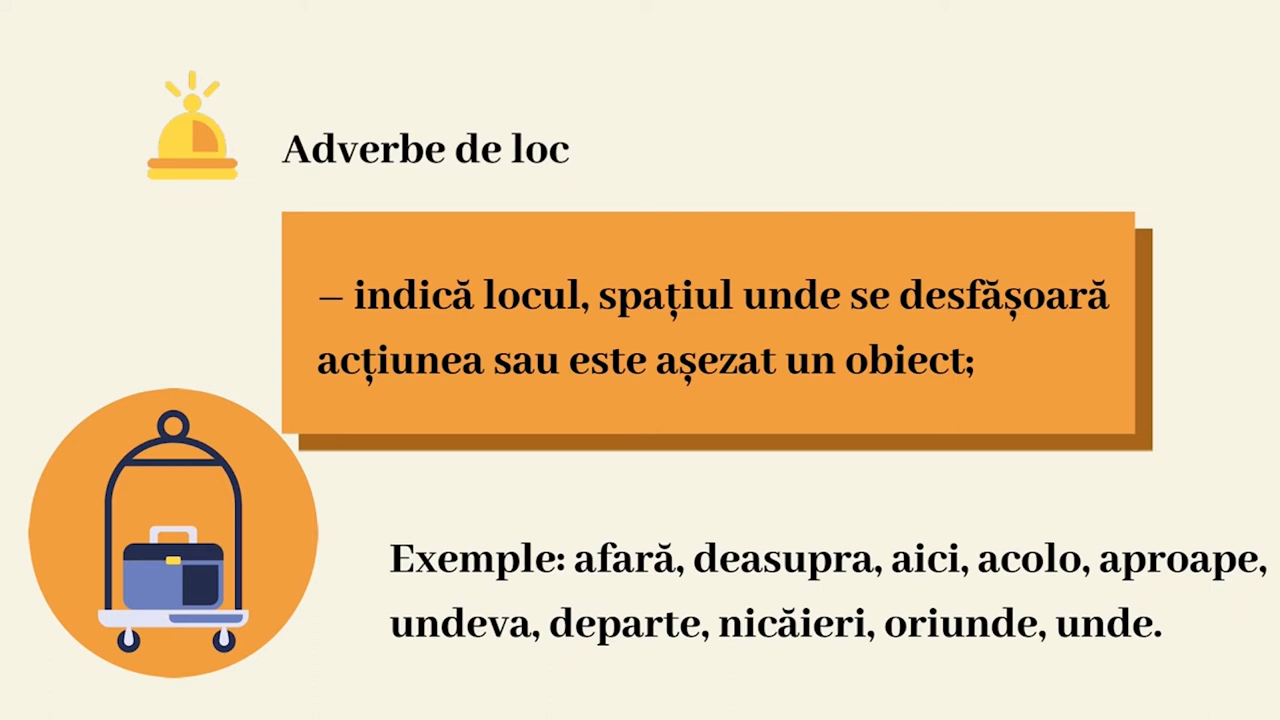 Adverbe de loc
– indică locul, spațiul unde se desfășoară
acțiunea sau este așezat un obiect;
Exemple: afară, deasupra, aici, acolo, aproape,
undeva, departe, nicăieri, oriunde, unde.